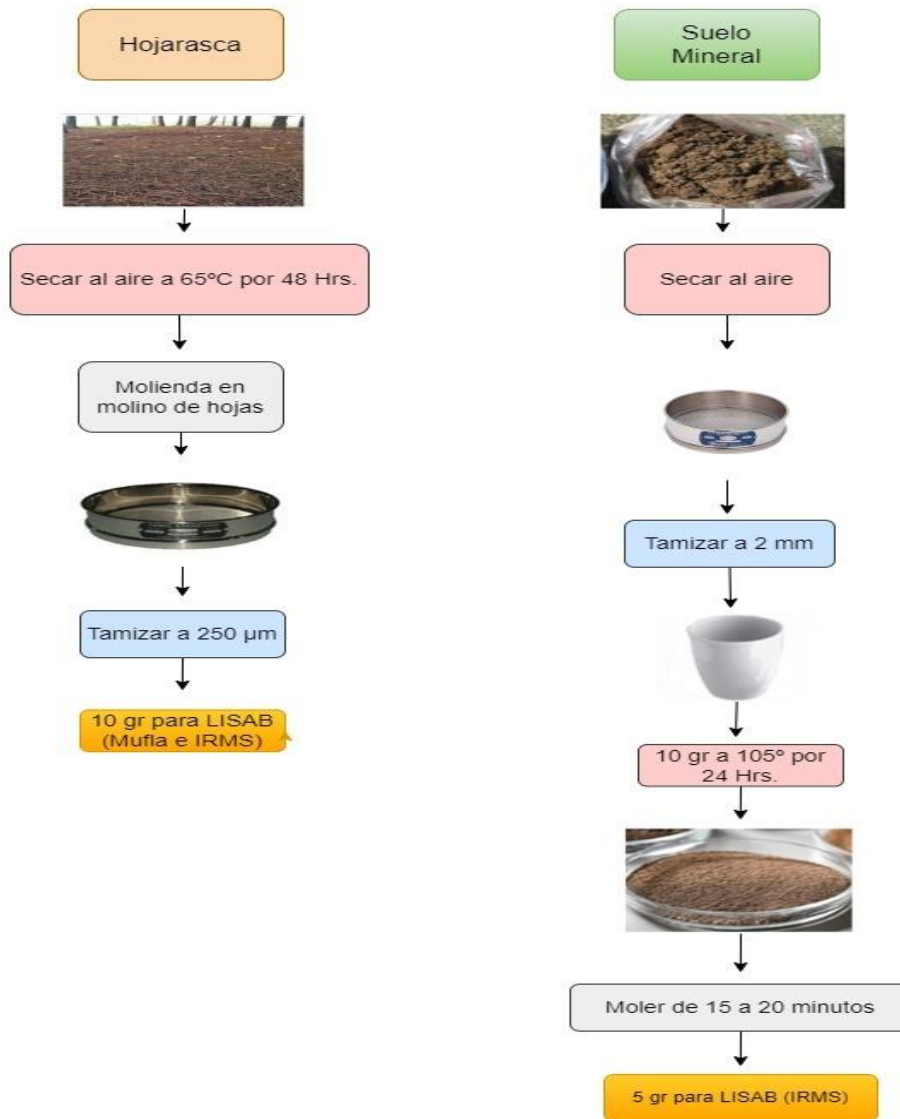 Hojarasca
Secar al aire a 65ºC por 48 Hrs.
Molienda en
molino de hojas
Tamizar a 250 µm
10 gr para LISAB
(Mufla e IRMS)
Suelo
Mineral
Secar al aire
Tamizar a 2 mm
10 gr a 105º por
24 Hrs.
Moler de 15 a 20 minutos
5 gr para LISAB (IRMS)